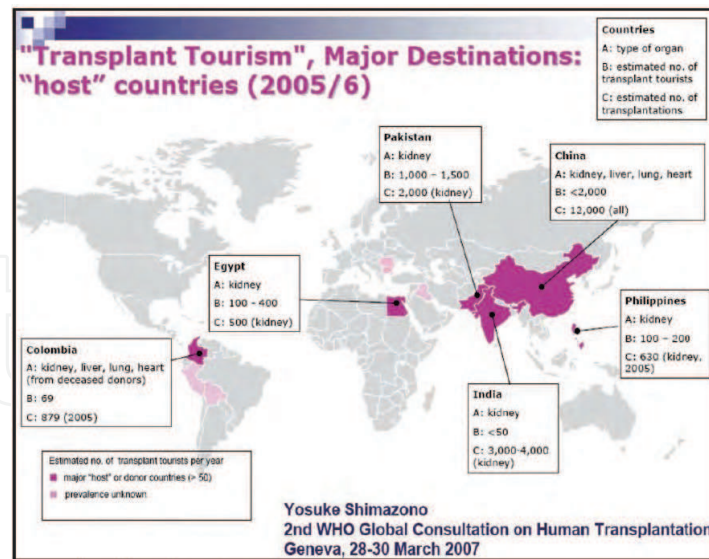 "Transplant Tourism", Major Destinations:
“host” countries (2005/6)
Countries
A: type of organ
B: estimated no. of
transplant tourists
C: estimated no. of
transplantations
Pakistan
A: kidney
B: 1,000 – 1,500
C: 2,000 (kidney)
China
A: kidney, liver, lung, heart
B: <2,000
C: 12,000 (all)
Egypt
A: kidney
B: 100 – 400
C: 500 (kidney)
Philippines
A: kidney
B: 100 – 200
C: 630 (kidney,
2005)
Colombia
A: kidney, liver, lung, heart
(from deceased donors)
B: 69
C: 879 (2005)
India
A: kidney
B: <50
C: 3,000-4,000
(kidney)
Estimated no. of transplant tourists per year
major "host" or donor countries (> 50)
prevalence unknown
Yosuke Shimazono
2nd WHO Global Consultation on Human Transplantation
Geneva, 28-30 March 2007